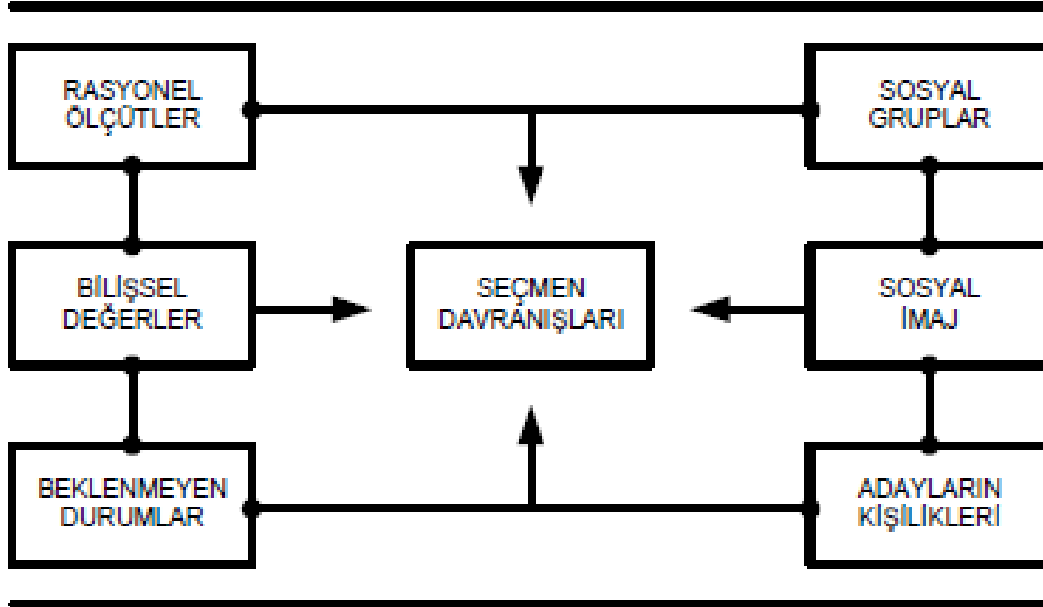 RASYONEL
ÖLÇÜTLER
SOSYAL
GRUPLAR
BİLİŞSEL
DEĞERLER
SEÇMEN
DAVRANIŞLARI
SOSYAL
İMAJ
BEKLENMEYEN
DURUMLAR
ADAYLARIN
KİŞİLİKLERİ